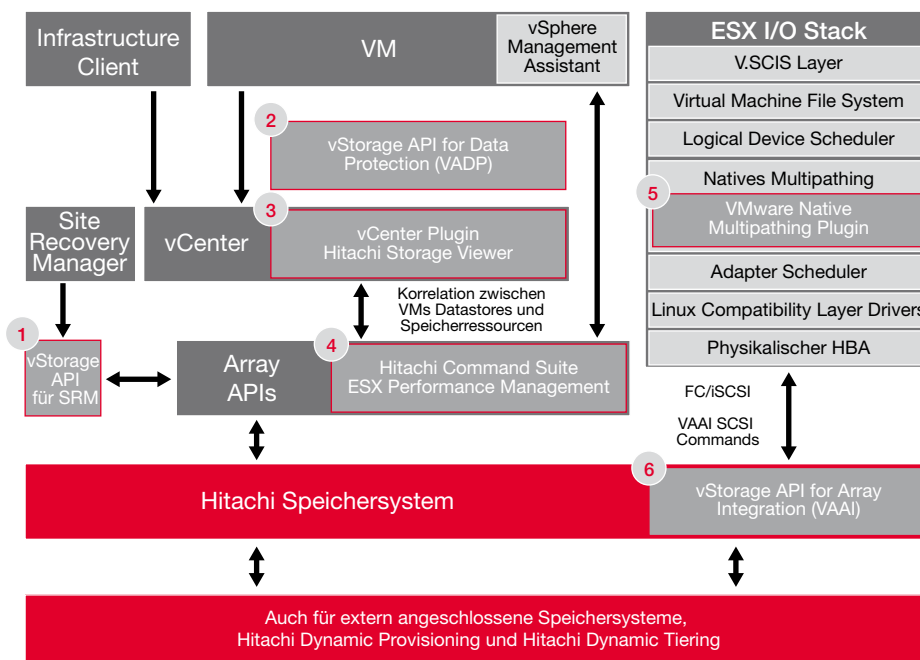 Infrastructure
Client
VM
vSphere
Management
Assistant
2
vStorage API for Data
Protection (VADP)
3
Site
Recovery
Manager
vCenter
vCenter Plugin
Hitachi Storage Viewer
Korrelation zwischen
VMs Datastores und
Speicherressourcen
1
vStorage
API
für SRM
Array
APIs
4
Hitachi Command Suite
ESX Performance Management
ESX I/O Stack
V.SCIS Layer
Virtual Machine File System
Logical Device Scheduler
Natives Multipathing
5
VMware Native
Multipathing Plugin
Adapter Scheduler
Linux Compatibility Layer Drivers
Physikalischer HBA
FC/iSCSI
VAAI SCSI
Commands
Hitachi Speichersystem
6
vStorage API for Array
Integration (VAAI)
Auch für extern angeschlossene Speichersysteme,
Hitachi Dynamic Provisioning und Hitachi Dynamic Tiering